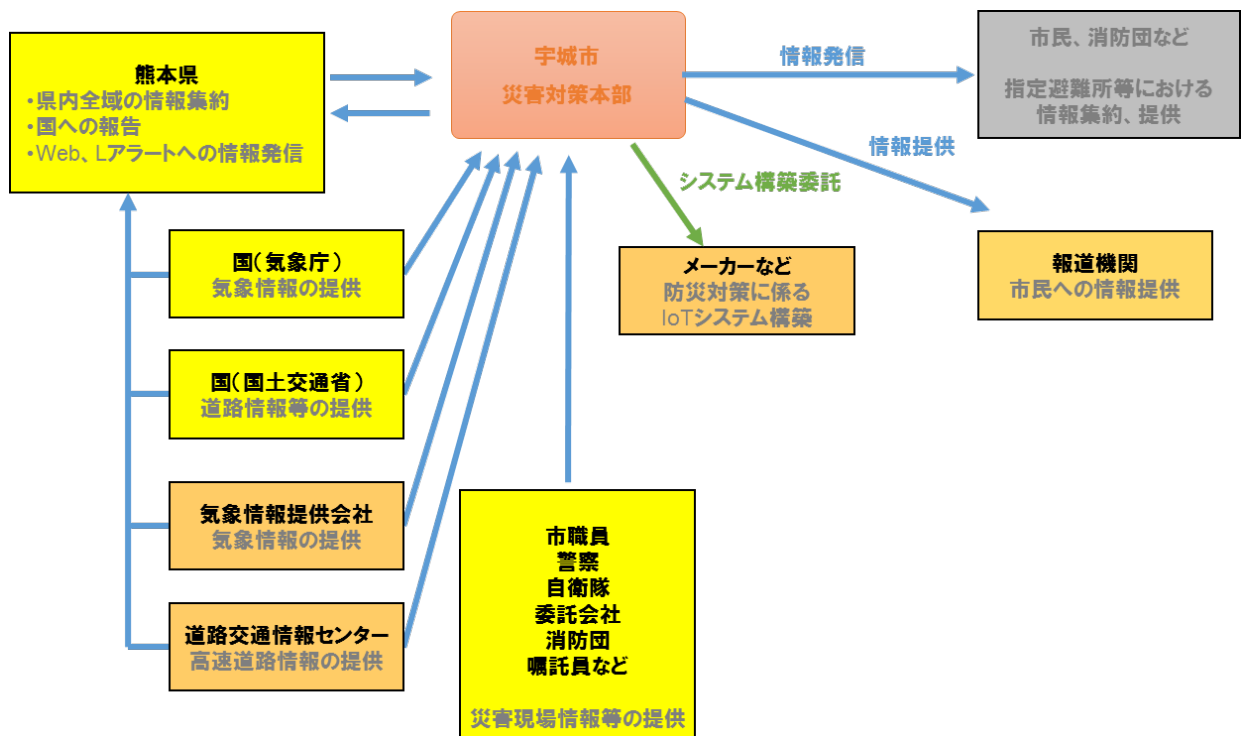 熊本県
・県内全域の情報集約
・国への報告
・Web、Lアラートへの情報発信
宇城市
災害対策本部
情報発信
市民、消防団など
指定避難所等における
情報集約、提供
情報提供
システム構築委託
国(気象庁)
気象情報の提供
メーカーなど
防災対策に係る
IoTシステム構築
報道機関
市民への情報提供
国(国土交通省)
道路情報等の提供
気象情報提供会社
気象情報の提供
道路交通情報センター
高速道路情報の提供
市職員
警察
自衛隊
委託会社
消防団
嘱託員など
災害現場情報等の提供